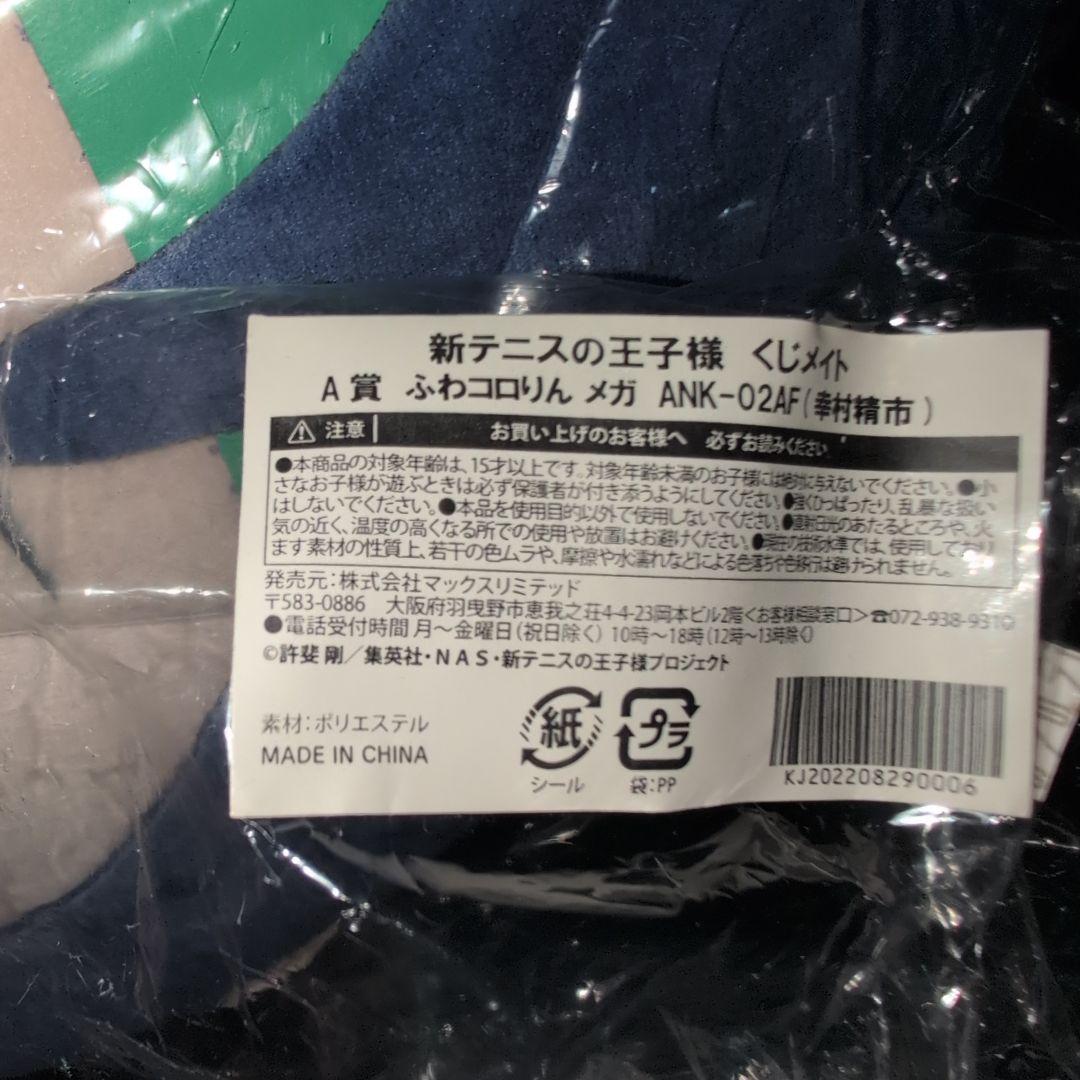 新テニスの王子様 くじメイト
A賞 ふわコロりん メガ ANK-02AF(幸村精市)
注意 お買い上げのお客様へ 必ずお読みください。
●本商品の対象年齢は、15才以上です。対象年齢未満のお子様には絶対に与えないでください。●小
さなお子様が遊ぶときは必ず保護者が付き添うようにしてください。●強くひっぱったり、乱暴な扱い
はしないでください。●本品を使用目的以外で使用しないでください。●直射日光のあたるところや、火
気の近く、温度の高くなる所での使用や放置はお避けください。●現在の技術水準では、使用しており
ます素材の性質上、若干の色ムラや、摩擦や水濡れなどによる色落ちや色移行は避けられません。
発売元:株式会社マックスリミテッド
〒583-0886 大阪府羽曳野市恵我之荘4-4-23岡本ビル2階<お客様相談窓口>☎072-938-9310
●電話受付時間 月〜金曜日(祝日除く) 10時〜18時(12時〜13時除く)
©許斐 剛/集英社・NAS・新テニスの王子様プロジェクト
素材:ポリエステル
MADE IN CHINA
紙
シール
プラ
袋:PP
KJ202208290006